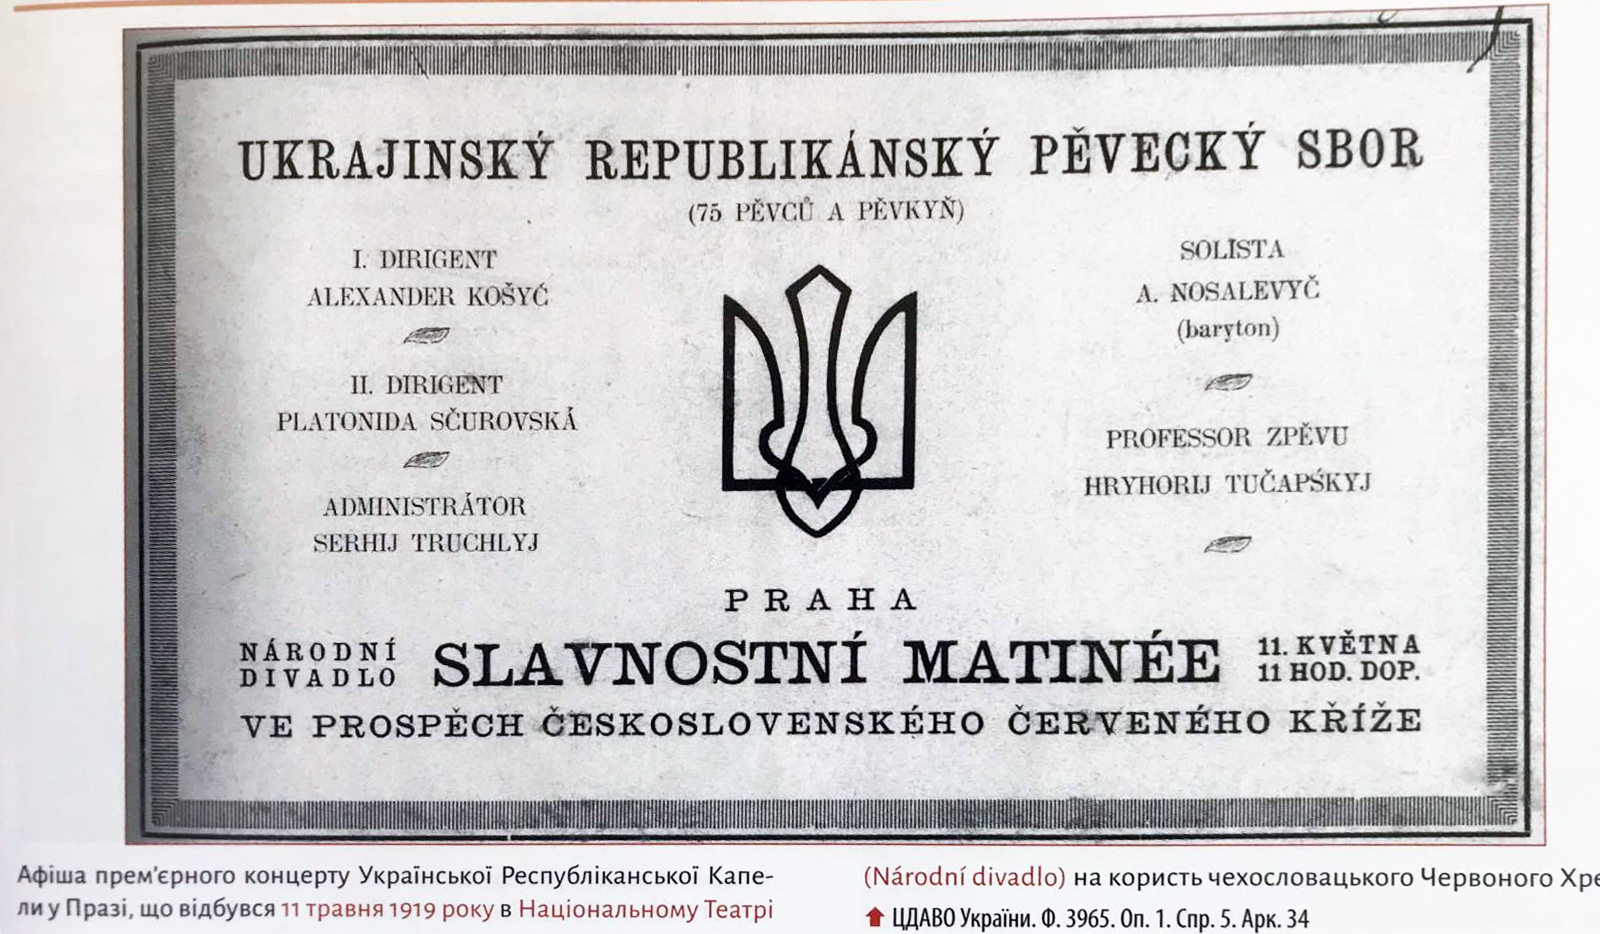 UKRAJINSKÝ REPUBLIKÁNSKÝ PĚVECKÝ SBOR
(75 PĚVCŮ A PĚVKYŇ)
I. DIRIGENT
ALEXANDER KOŠYĆ
II. DIRIGENT
PLATONIDA SČUROVSKÁ
ADMINISTRÁTOR
SERHIJ TRUCHLYJ
SOLISTA
A. NOSALEVYČ
(baryton)
PROFESSOR ZPĚVU
HRYHORIJ TUČAPŚKYJ
PRAHA
NÁRODNÍ
DIVADLO
SLAVNOSTNÍ MATINÉE
11. KVĚTNA
11 HOD. DOP.
VE PROSPĚCH ČESKOSLOVENSKÉHO ČERVENÉHO KŘÍŽE
Афіша прем'єрного концерту Української Республіканської Капе-
ли у Празі, що відбувся 11 травня 1919 року в Національному Театрі
(Národní divadlo) на користь чехословацького Червоного Хре
ЦДАВО України. Ф. 3965. Оп. 1. Спр. 5. Арк. 34